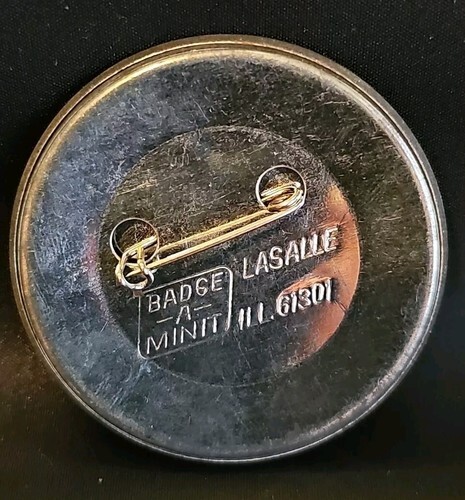 BADGE
-A-
MINIT
LASALLE
ILL. 61301